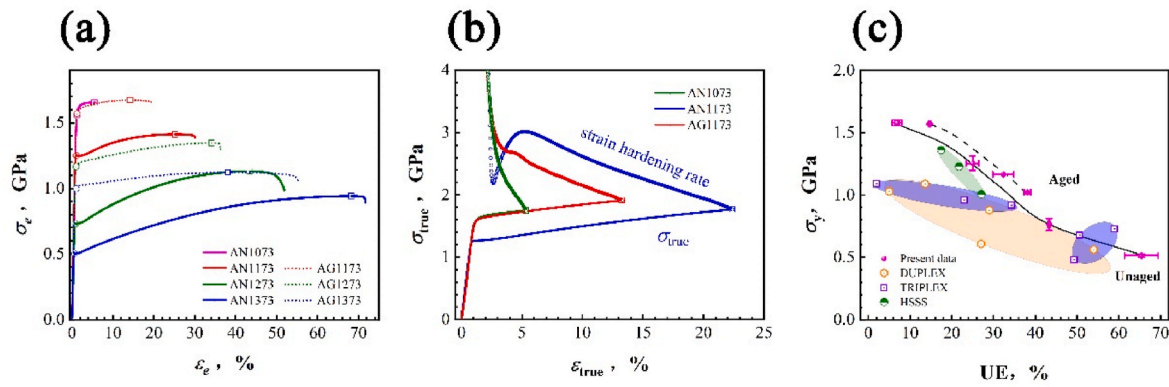 (a)
(b)
(c)
σe, GPa
1.5
1.0
0.5
0.0
0 10 20 30 40 50 60 70
εe, %
AN1073
AN1173
AN1273
AN1373
AG1173
AG1273
AG1373
σtrue, GPa
4
3
2
1
0
0 5 10 15 20 25
εtrue, %
AN1073
AN1173
AG1173
strain hardening rate
σtrue
σy, GPa
2.0
1.5
1.0
0.5
0.0
0 10 20 30 40 50 60 70
UE, %
Aged
Unaged
Present data
DUPLEX
TRIPLEX
HSSS